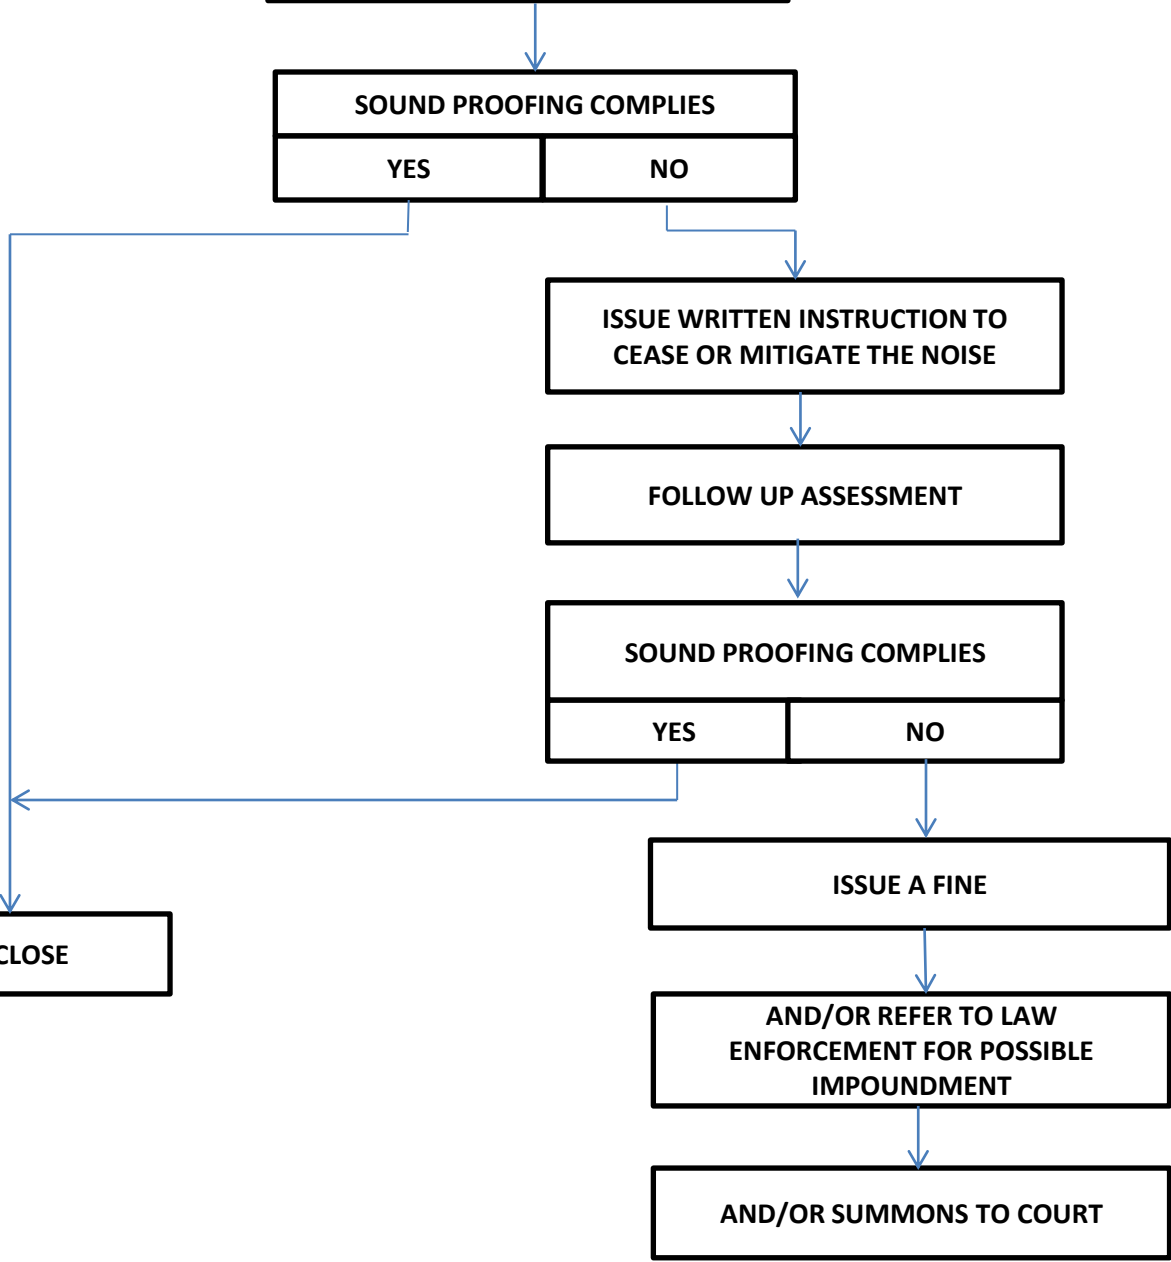 SOUND PROOFING COMPLIES
YES
NO
ISSUE WRITTEN INSTRUCTION TO
CEASE OR MITIGATE THE NOISE
FOLLOW UP ASSESSMENT
SOUND PROOFING COMPLIES
YES
NO
ISSUE A FINE
CLOSE
AND/OR REFER TO LAW
ENFORCEMENT FOR POSSIBLE
IMPOUNDMENT
AND/OR SUMMONS TO COURT